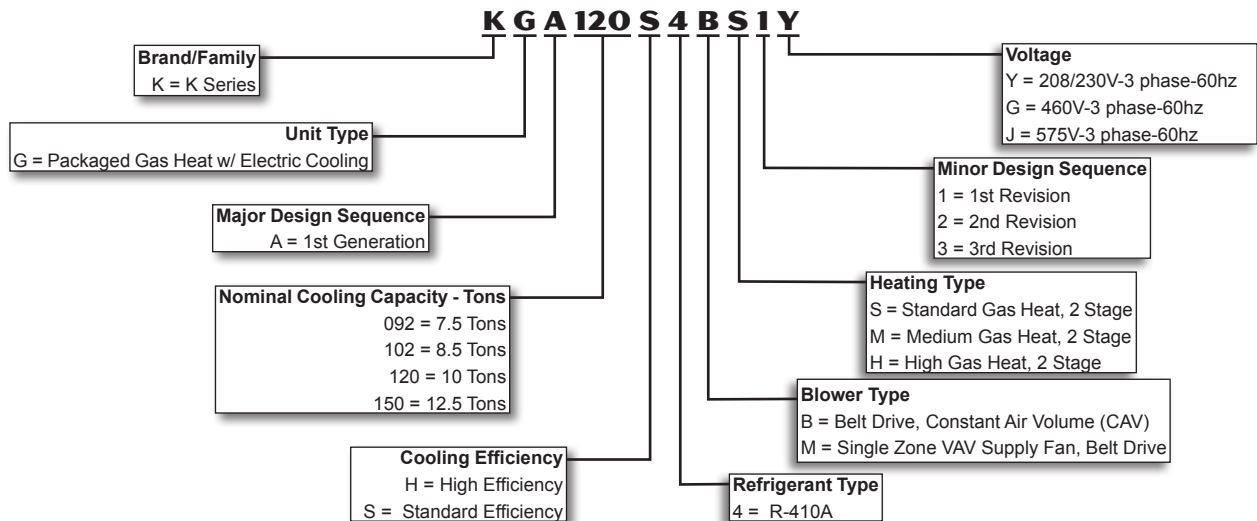 K G A 120 S 4 B S 1 Y
Brand/Family
K = K Series
Unit Type
G = Packaged Gas Heat w/ Electric Cooling
Major Design Sequence
A = 1st Generation
Nominal Cooling Capacity - Tons
092 = 7.5 Tons
102 = 8.5 Tons
120 = 10 Tons
150 = 12.5 Tons
Cooling Efficiency
H = High Efficiency
S = Standard Efficiency
Voltage
Y = 208/230V-3 phase-60hz
G = 460V-3 phase-60hz
J = 575V-3 phase-60hz
Minor Design Sequence
1 = 1st Revision
2 = 2nd Revision
3 = 3rd Revision
Heating Type
S = Standard Gas Heat, 2 Stage
M = Medium Gas Heat, 2 Stage
H = High Gas Heat, 2 Stage
Blower Type
B = Belt Drive, Constant Air Volume (CAV)
M = Single Zone VAV Supply Fan, Belt Drive
Refrigerant Type
4 = R-410A